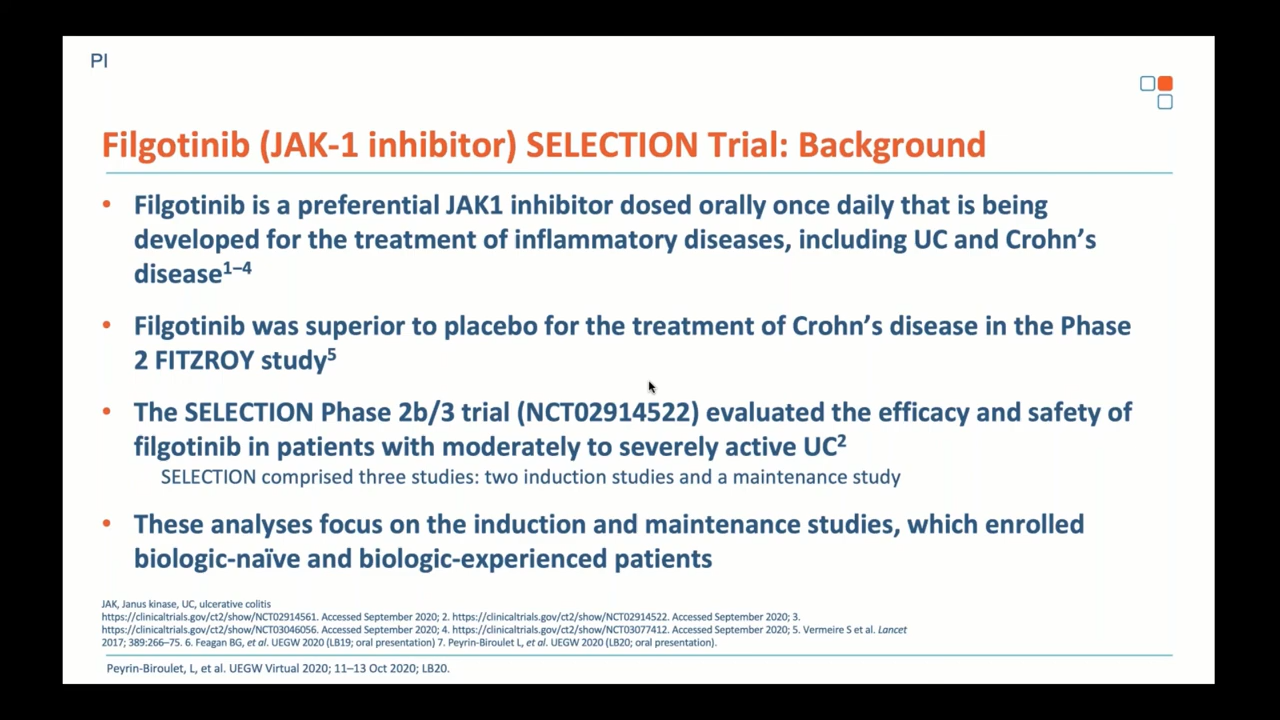 PI
Filgotinib (JAK-1 inhibitor) SELECTION Trial: Background
• Filgotinib is a preferential JAK1 inhibitor dosed orally once daily that is being
developed for the treatment of inflammatory diseases, including UC and Crohn's
disease¹⁻⁴
• Filgotinib was superior to placebo for the treatment of Crohn's disease in the Phase
2 FITZROY study⁵
• The SELECTION Phase 2b/3 trial (NCT02914522) evaluated the efficacy and safety of
filgotinib in patients with moderately to severely active UC²
SELECTION comprised three studies: two induction studies and a maintenance study
• These analyses focus on the induction and maintenance studies, which enrolled
biologic-naïve and biologic-experienced patients
JAK, Janus kinase, UC, ulcerative colitis
https://clinicaltrials.gov/ct2/show/NCT02914561. Accessed September 2020; 2. https://clinicaltrials.gov/ct2/show/NCT02914522. Accessed September 2020; 3.
https://clinicaltrials.gov/ct2/show/NCT03046056. Accessed September 2020; 4. https://clinicaltrials.gov/ct2/show/NCT03077412. Accessed September 2020; 5. Vermeire S et al. Lancet
2017; 389:266–75. 6. Feagan BG, et al. UEGW 2020 (LB19; oral presentation) 7. Peyrin-Biroulet L, et al. UEGW 2020 (LB20; oral presentation).
Peyrin-Biroulet, L, et al. UEGW Virtual 2020; 11–13 Oct 2020; LB20.